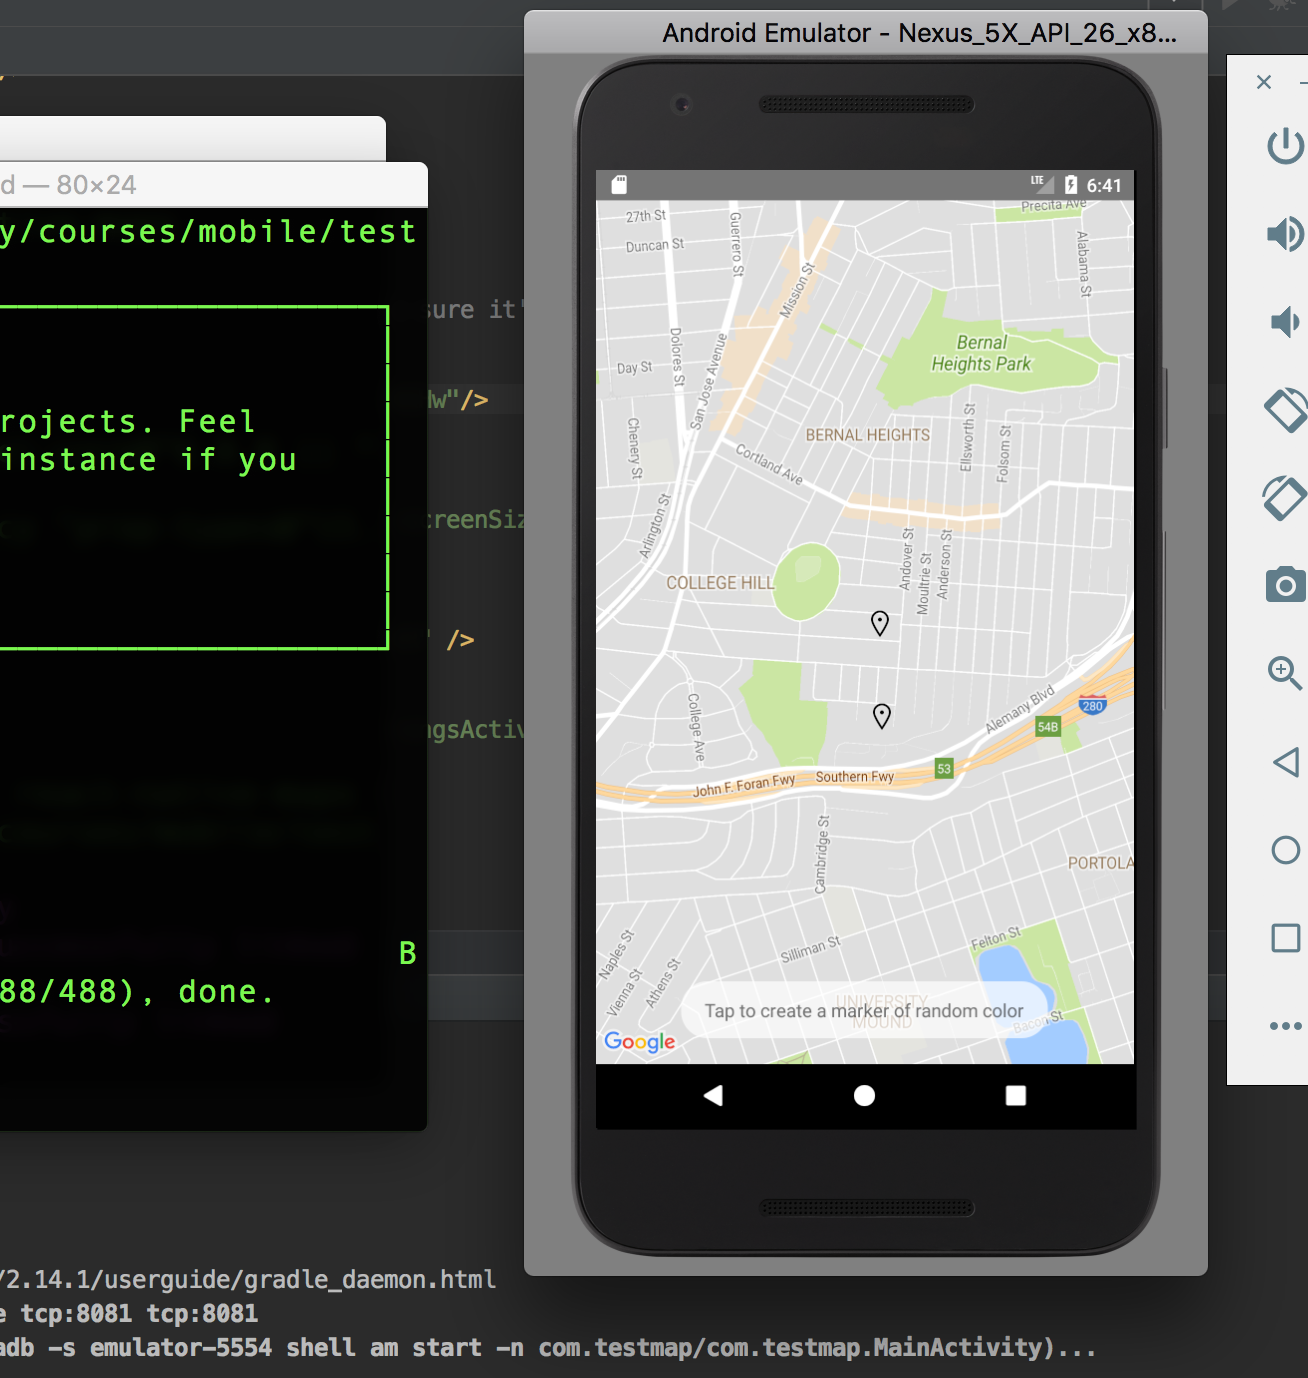 Android Emulator - Nexus_5X_API_26_x8...
d — 80×24
y/courses/mobile/test
sure it'
dw"/>
rojects. Feel
instance if you
creenSiz
" />
ngsActiv
B
88/488), done.
/2.14.1/userguide/gradle_daemon.html
e tcp:8081 tcp:8081
adb -s emulator-5554 shell am start -n com.testmap/com.testmap.MainActivity)...
LTE
6:41
27th St
Guerrero St
Precita Ave
Duncan St
Alabama St
Mission St
Dolores St
San Jose Avenue
Bernal
Heights Park
Day St
Chenery St
BERNAL HEIGHTS
Ellsworth St
Folsom St
Cortland Ave
Arlington St
Andover St
Moultrie St
Anderson St
COLLEGE HILL
College Ave
Alemany Blvd
280
54B
53
John F. Foran Fwy
Southern Fwy
Cambridge St
PORTOLA
Naples St
Vienna St
Athens St
Silliman St
Felton St
UNIVERSITY
MOUND
Tap to create a marker of random color
Bacon St
Google